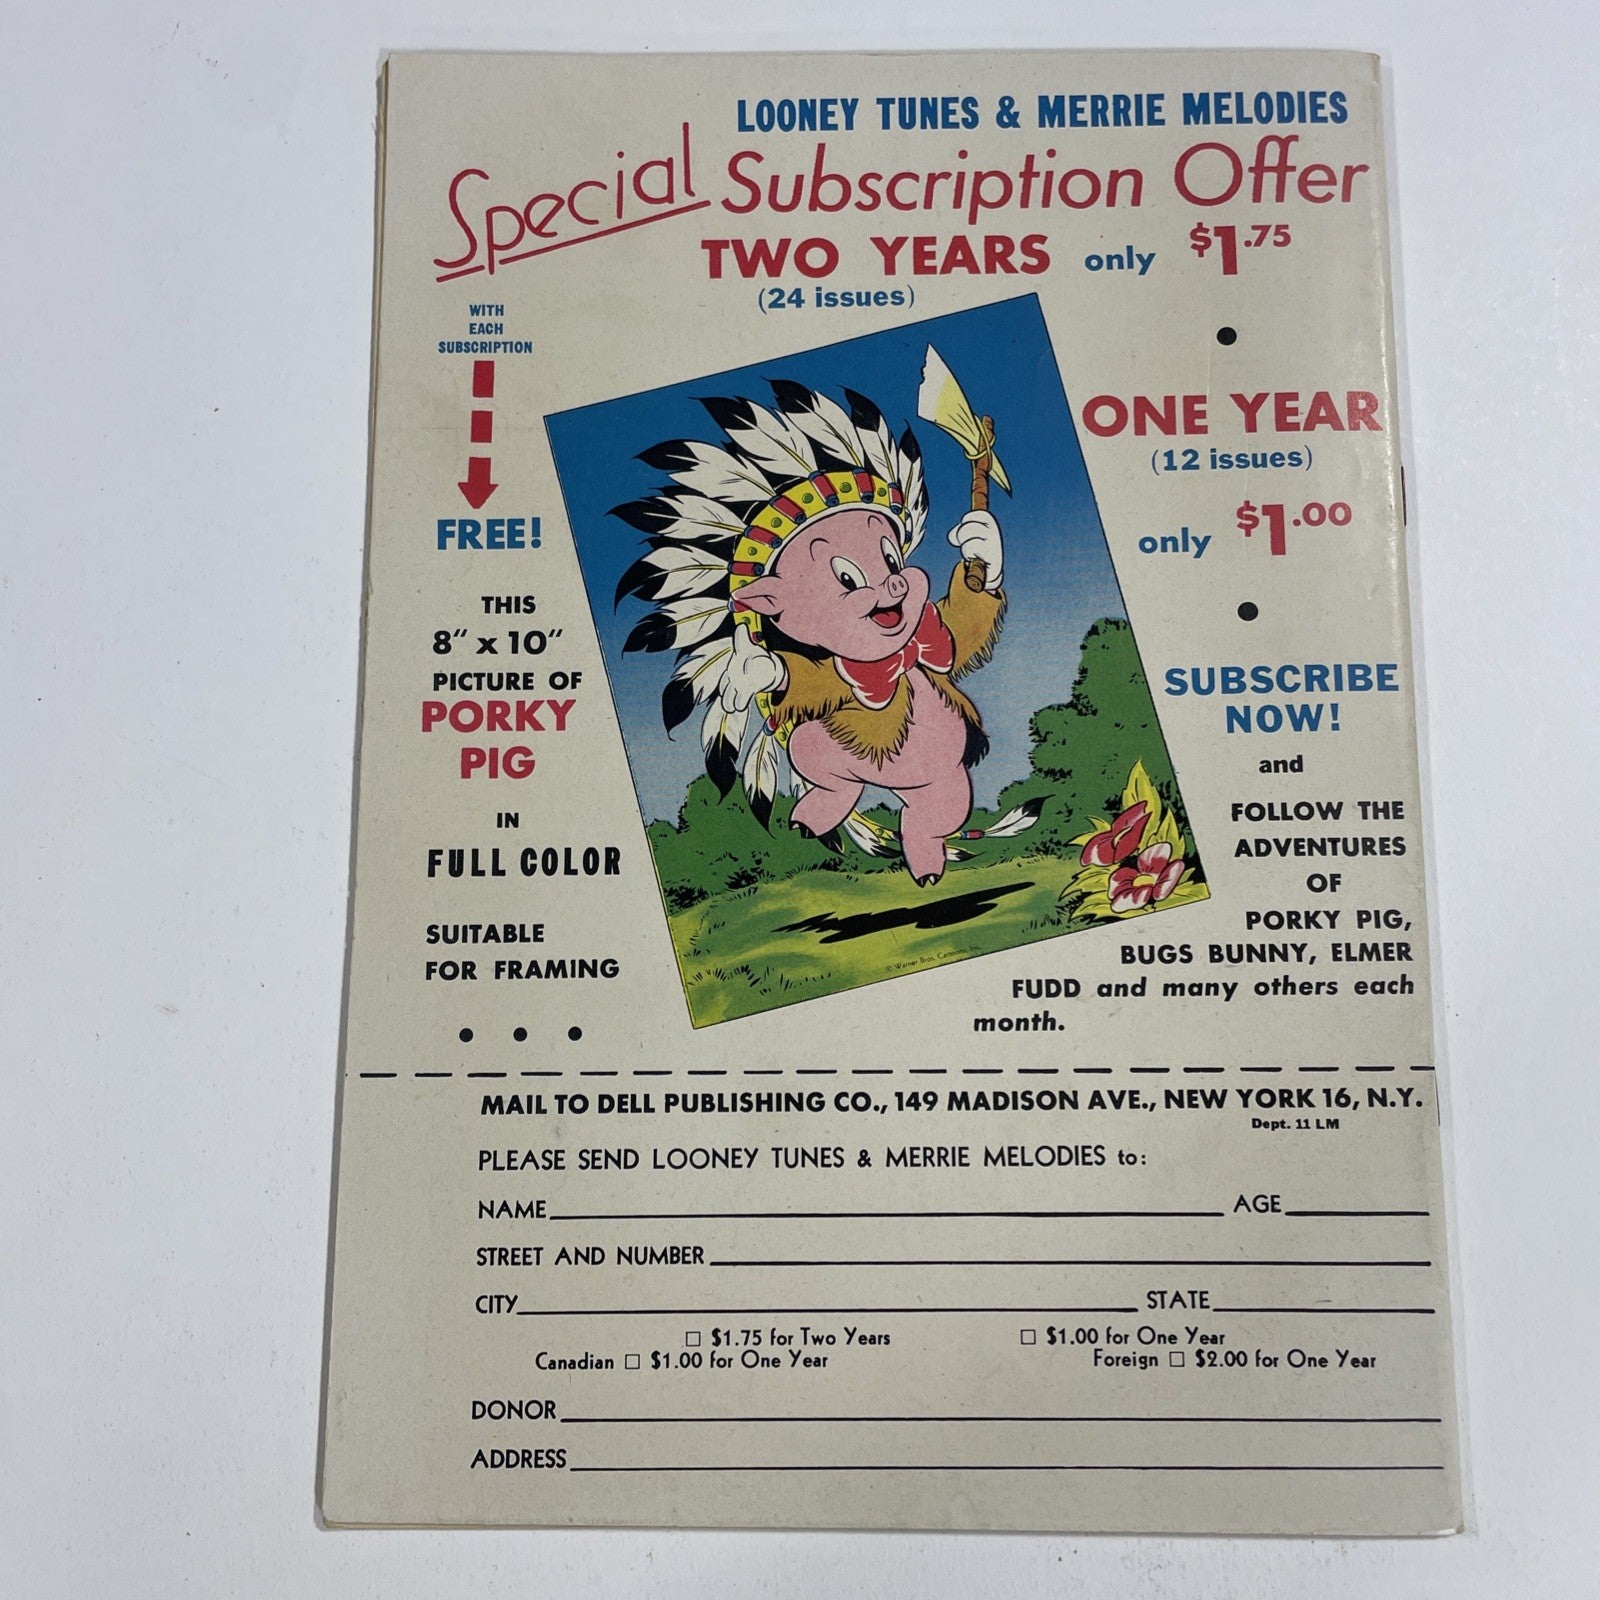 LOONEY TUNES & MERRIE MELODIES
Special Subscription Offer
TWO YEARS only $1.75
(24 issues)
WITH
EACH
SUBSCRIPTION
FREE!
THIS
8" x 10"
PICTURE OF
PORKY
PIG
IN
FULL COLOR
SUITABLE
FOR FRAMING
ONE YEAR
(12 issues)
only $1.00
SUBSCRIBE
NOW!
and
FOLLOW THE
ADVENTURES
OF
PORKY PIG,
BUGS BUNNY, ELMER
FUDD and many others each
month.
© Warner Bros. Cartoons, Inc.
MAIL TO DELL PUBLISHING CO., 149 MADISON AVE., NEW YORK 16, N.Y.
Dept. 11 LM
PLEASE SEND LOONEY TUNES & MERRIE MELODIES to:
NAME AGE
STREET AND NUMBER
CITY STATE
□ $1.75 for Two Years □ $1.00 for One Year
Canadian □ $1.00 for One Year Foreign □ $2.00 for One Year
DONOR
ADDRESS